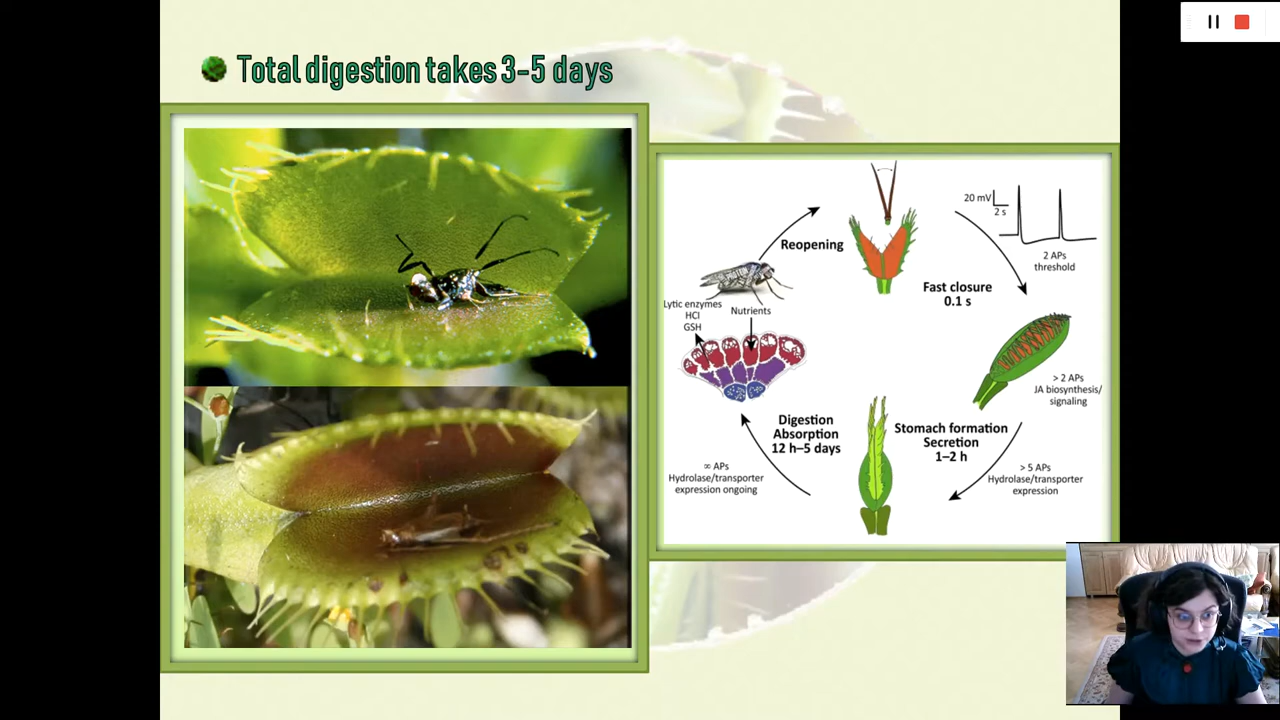 Total digestion takes 3-5 days
20 mV
2 s
2 APs
threshold
Reopening
Fast closure
0.1 s
Lytic enzymes
HCl
GSH
Nutrients
> 2 APs
JA biosynthesis/
signaling
Digestion
Absorption
12 h–5 days
Stomach formation
Secretion
1–2 h
∞ APs
Hydrolase/transporter
expression ongoing
> 5 APs
Hydrolase/transporter
expression